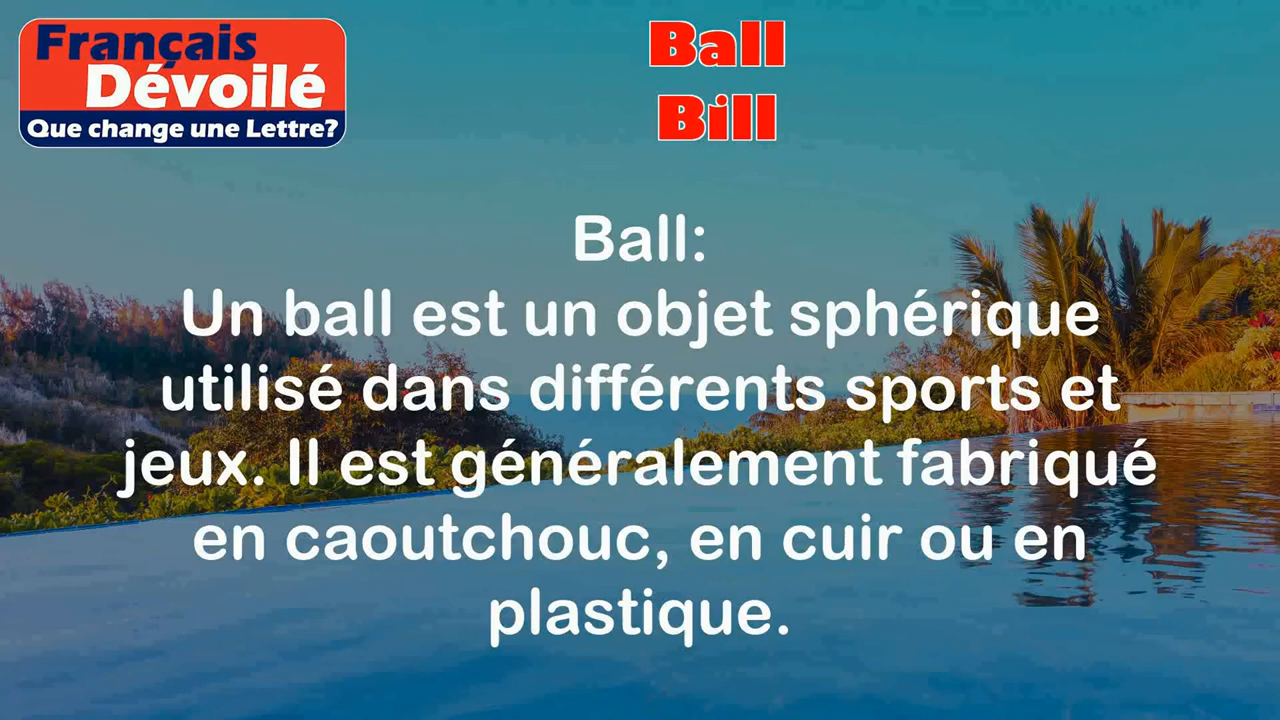 Français
Dévoilé
Que change une Lettre?
Ball
Bill
Ball:
Un ball est un objet sphérique
utilisé dans différents sports et
jeux. Il est généralement fabriqué
en caoutchouc, en cuir ou en
plastique.